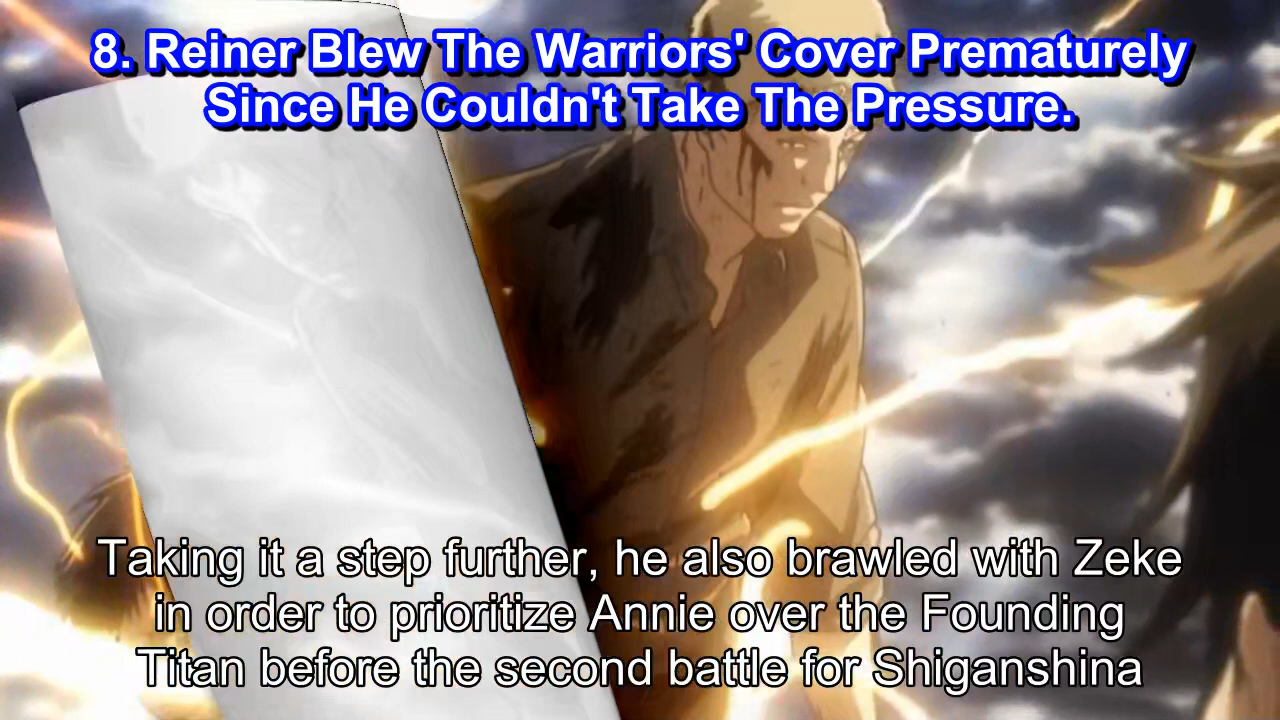 8. Reiner Blew The Warriors' Cover Prematurely
Since He Couldn't Take The Pressure.
Taking it a step further, he also brawled with Zeke
in order to prioritize Annie over the Founding
Titan before the second battle for Shiganshina